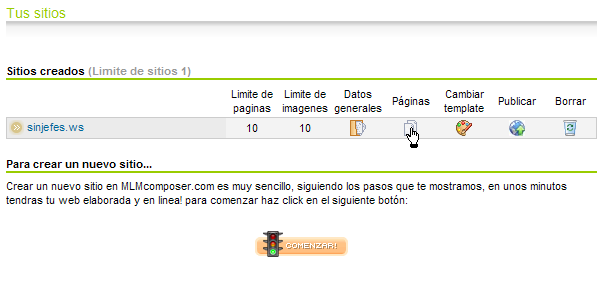 Tus sitios
Sitios creados (Limite de sitios 1)
Limite de paginas Limite de imagenes Datos generales Páginas Cambiar template Publicar Borrar
sinjefes.ws 10 10
Para crear un nuevo sitio...
Crear un nuevo sitio en MLMcomposer.com es muy sencillo, siguiendo los pasos que te mostramos, en unos minutos
tendras tu web elaborada y en linea! para comenzar haz click en el siguiente botón:
COMENZAR!